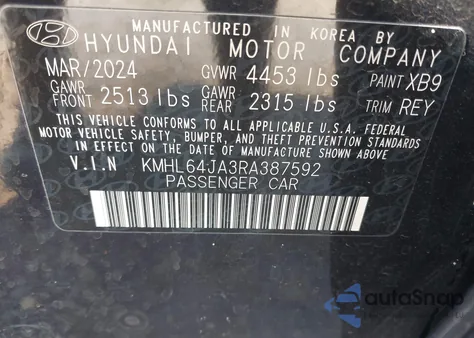 MANUFACTURED IN KOREA BY
HYUNDAI MOTOR COMPANY
MAR/2024 GVWR 4453 lbs PAINT XB9
GAWR FRONT 2513 lbs GAWR REAR 2315 lbs TRIM REY
THIS VEHICLE CONFORMS TO ALL APPLICABLE U.S.A. FEDERAL
MOTOR VEHICLE SAFETY, BUMPER, AND THEFT PREVENTION STANDARDS
IN EFFECT ON THE DATE OF MANUFACTURE SHOWN ABOVE
V.I.N KMHL64JA3RA387592
PASSENGER CAR
autoSnap